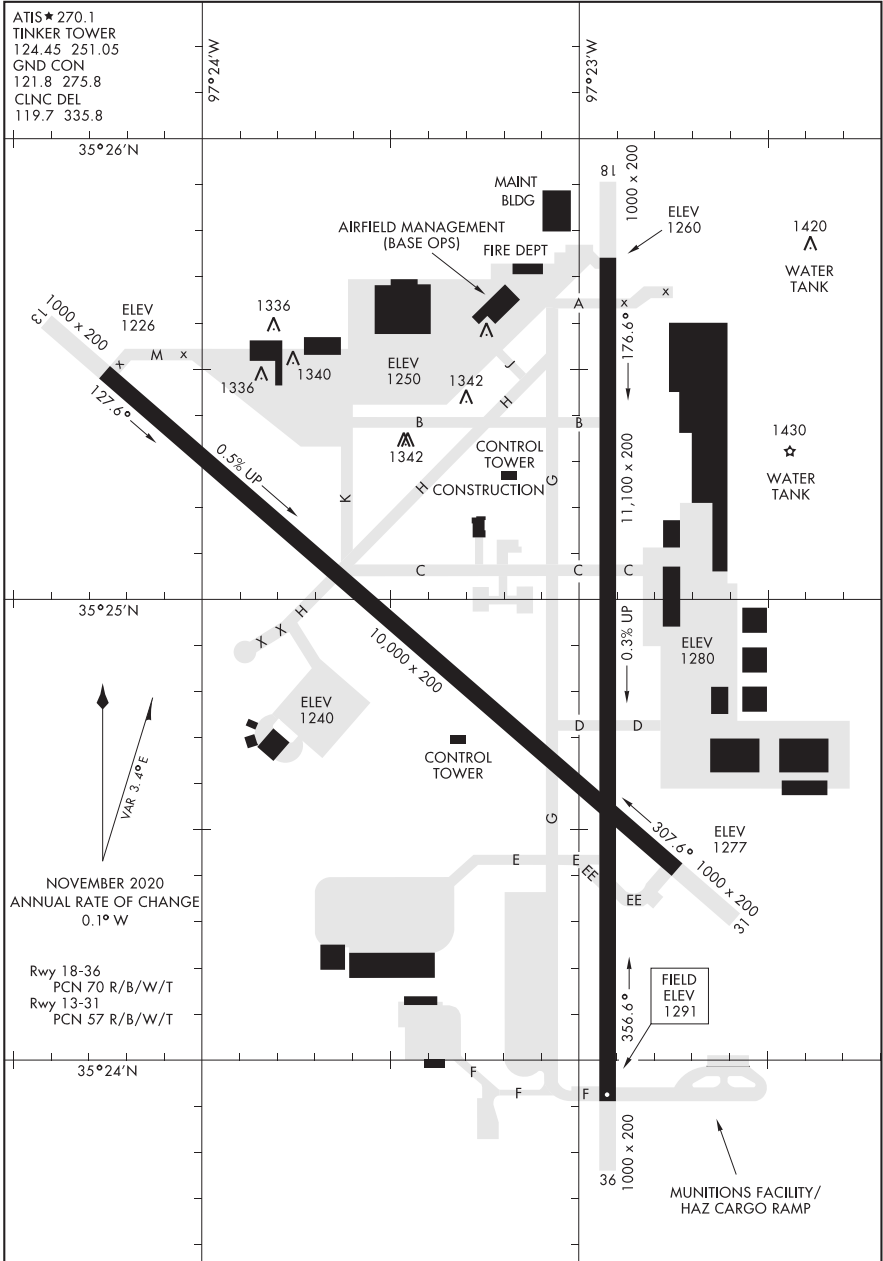 ATIS★ 270.1
TINKER TOWER
124.45 251.05
GND CON
121.8 275.8
CLNC DEL
119.7 335.8
97°24'W
97°23'W
35°26'N
MAINT
BLDG
18
1000 x 200
AIRFIELD MANAGEMENT
(BASE OPS)
FIRE DEPT
ELEV
1260
1420
WATER
TANK
13
1000 x 200
ELEV
1226
1336
A
x
x
176.6°
M
x
x
1336
1340
ELEV
1250
J
1342
H
127.6°
B
B
1342
CONTROL
TOWER
CONSTRUCTION
1430
WATER
TANK
0.5% UP
K
H
G
11,100 x 200
C
C
C
35°25'N
H
X
X
10,000 x 200
0.3% UP
ELEV
1280
ELEV
1240
VAR 3.4° E
D
D
CONTROL
TOWER
G
307.6°
ELEV
1277
E
E
EE
EE
1000 x 200
31
NOVEMBER 2020
ANNUAL RATE OF CHANGE
0.1° W
Rwy 18-36
PCN 70 R/B/W/T
Rwy 13-31
PCN 57 R/B/W/T
356.6°
FIELD
ELEV
1291
35°24'N
F
F
F
36
1000 x 200
MUNITIONS FACILITY/
HAZ CARGO RAMP